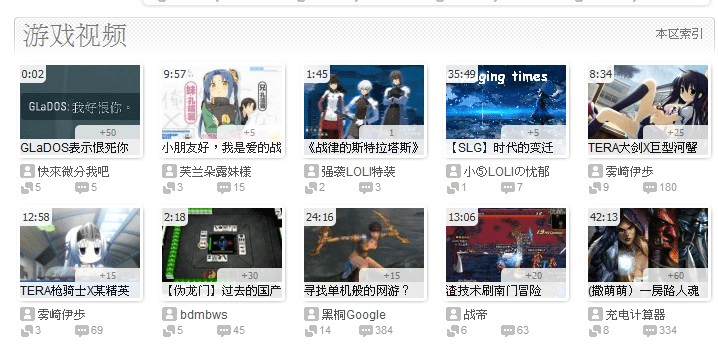 游戏视频
本区索引
0:02
GLaDOS: 我好恨你。
+50
GLaDOS表示恨死你
快來微分我吧
5 5
9:57
+5
小朋友好，我是爱的战
芙兰朵露妹樣
3 15
1:45
1
《战律的斯特拉塔斯》
强袭LOLI特装
2 3
35:49
ging times
+5
【SLG】时代的变迁
小⑤LOLIの忧郁
1 7
8:34
+25
TERA大剑X巨型河蟹
雾崎伊歩
9 180
12:58
+15
TERA枪骑士X某精英
雾崎伊歩
3 69
2:18
+30
【伪龙门】过去的国产
bdmbws
5 45
24:16
+15
寻找单机般的网游？
黑桐Google
14 384
13:06
+20
渣技术刷南门冒险
战帝
6 63
42:13
+60
(撒萌萌）一房路人魂
充电计算器
8 334